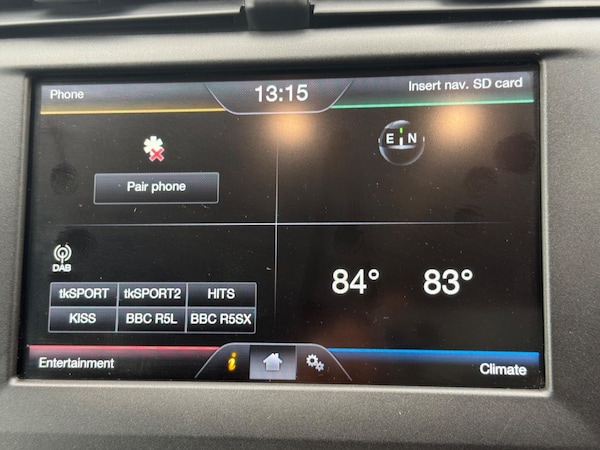 Phone
13:15
Insert nav. SD card
E N
Pair phone
DAB
84° 83°
tkSPORT tkSPORT2 HITS
KISS BBC R5L BBC R5SX
Entertainment
i
Climate